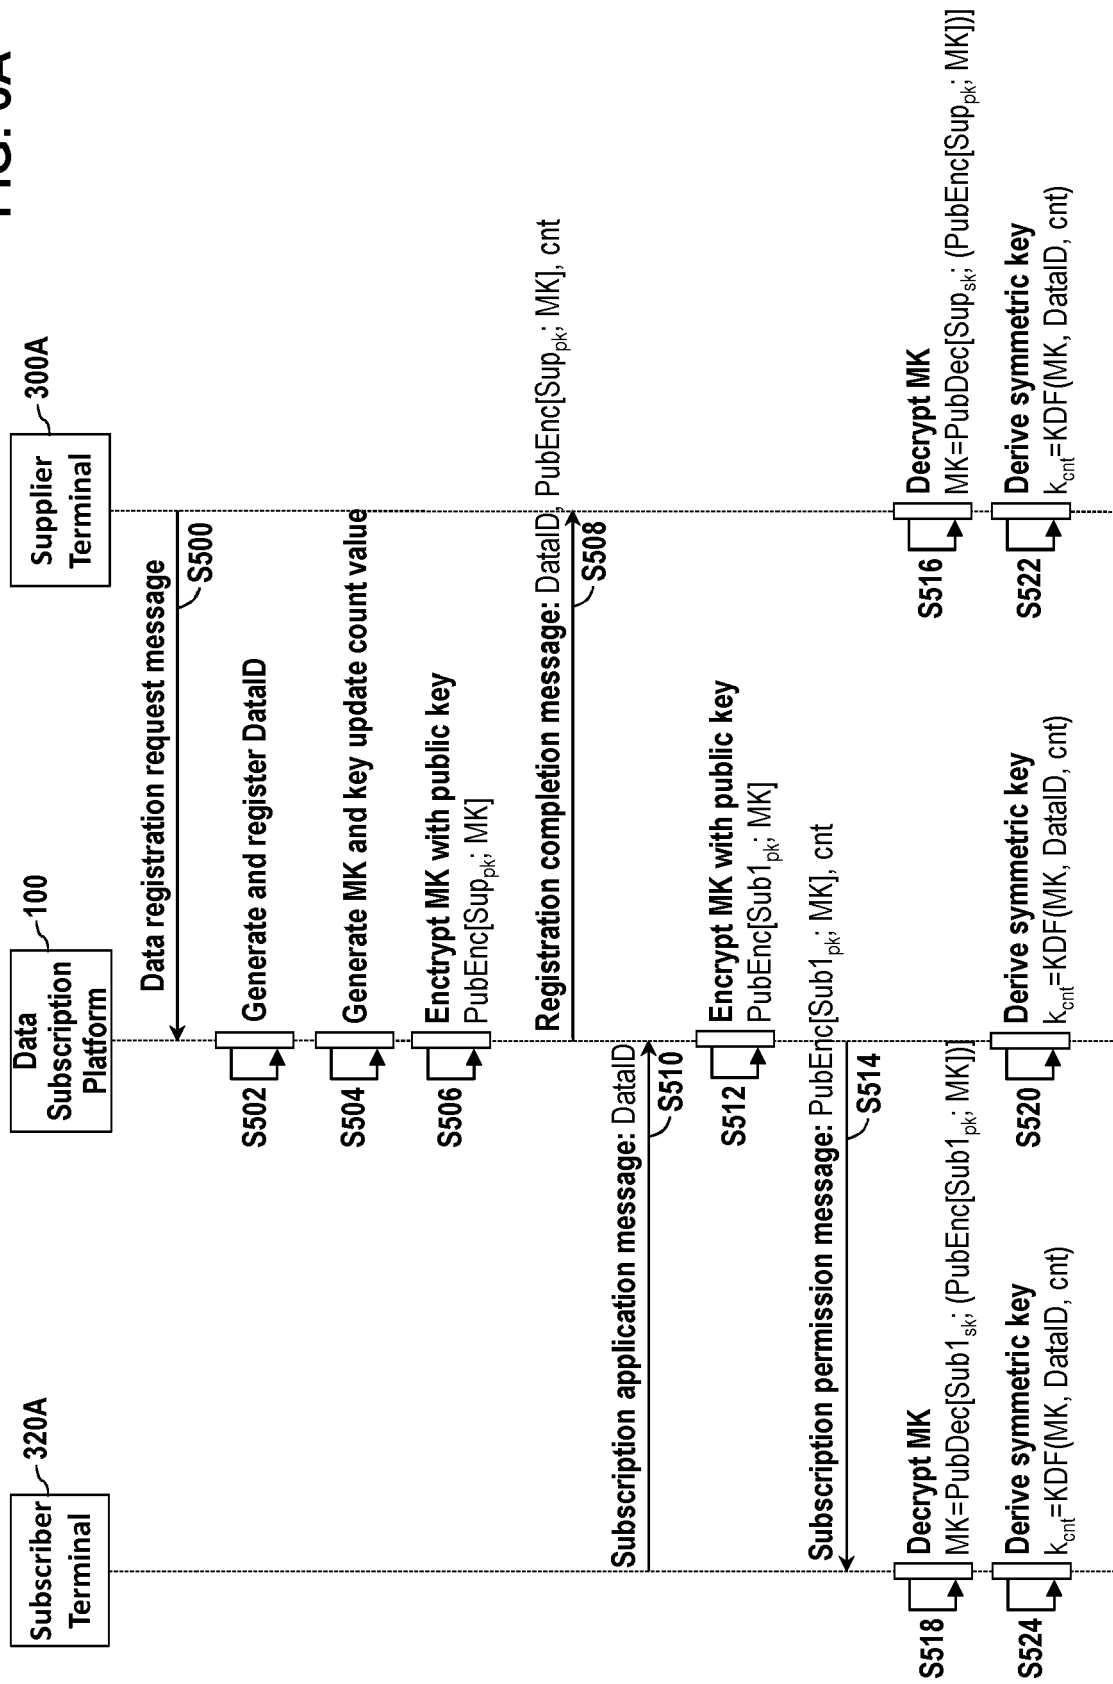 Subscriber
Terminal
320A
Data
Subscription
Platform
100
Supplier
Terminal
300A
Data registration request message
S500
S502
Generate and register DataID
S504
Generate MK and key update count value
S506
Enctrypt MK with public key
PubEnc[Sup_pk; MK]
Registration completion message: DataID, PubEnc[Sup_pk; MK], cnt
S508
Subscription application message: DataID
S510
S512
Encrypt MK with public key
PubEnc[Sub1_pk; MK]
Subscription permission message: PubEnc[Sub1_pk; MK], cnt
S514
S516
Decrypt MK
MK=PubDec[Sup_sk; (PubEnc[Sup_pk; MK])]
S518
Decrypt MK
MK=PubDec[Sub1_sk; (PubEnc[Sub1_pk; MK])]
S520
Derive symmetric key
k_cnt=KDF(MK, DataID, cnt)
S522
Derive symmetric key
k_cnt=KDF(MK, DataID, cnt)
S524
Derive symmetric key
k_cnt=KDF(MK, DataID, cnt)